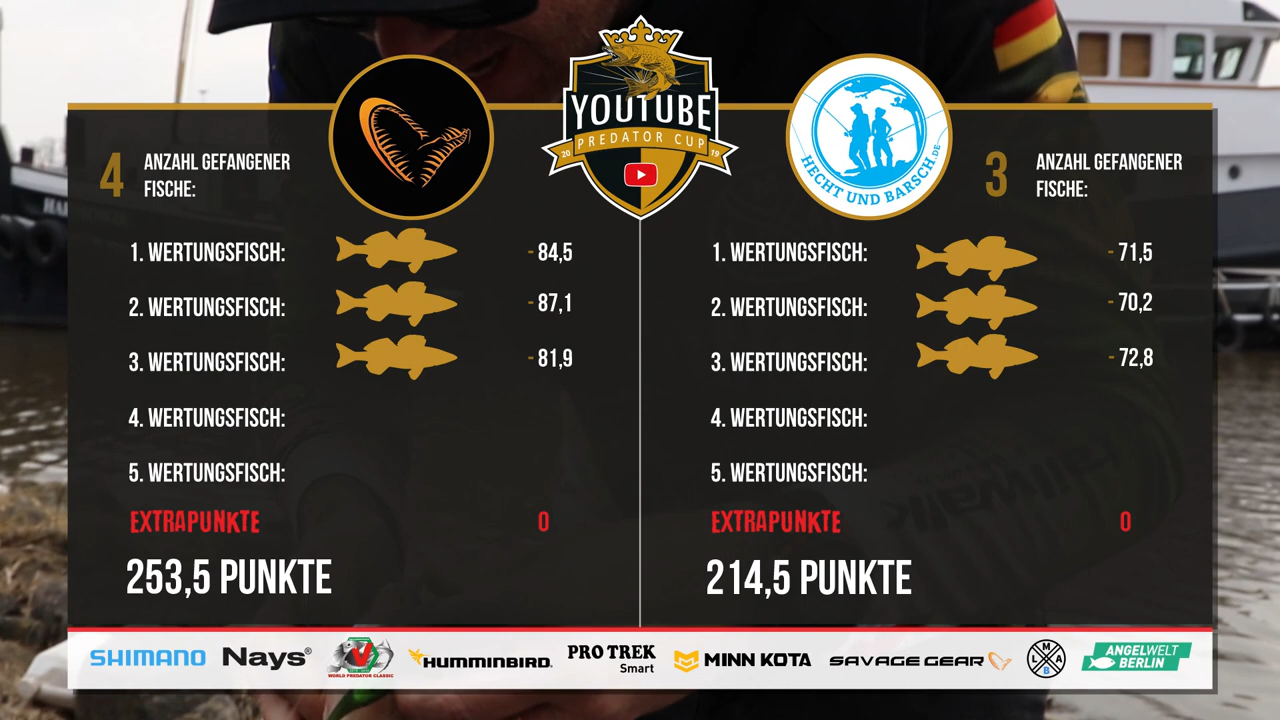 YOUTUBE
PREDATOR CUP
20 19
HECHT UND BARSCH.DE
4 ANZAHL GEFANGENER
FISCHE:
1. WERTUNGSFISCH: - 84,5
2. WERTUNGSFISCH: - 87,1
3. WERTUNGSFISCH: - 81,9
4. WERTUNGSFISCH:
5. WERTUNGSFISCH:
EXTRAPUNKTE 0
253,5 PUNKTE
3 ANZAHL GEFANGENER
FISCHE:
1. WERTUNGSFISCH: - 71,5
2. WERTUNGSFISCH: - 70,2
3. WERTUNGSFISCH: - 72,8
4. WERTUNGSFISCH:
5. WERTUNGSFISCH:
EXTRAPUNKTE 0
214,5 PUNKTE
SHIMANO
Nays®
WORLD PREDATOR CLASSIC
HUMMINBIRD.
PRO TREK
Smart
MINN KOTA
SAVAGE GEAR
M
L A
B
ANGELWELT
BERLIN